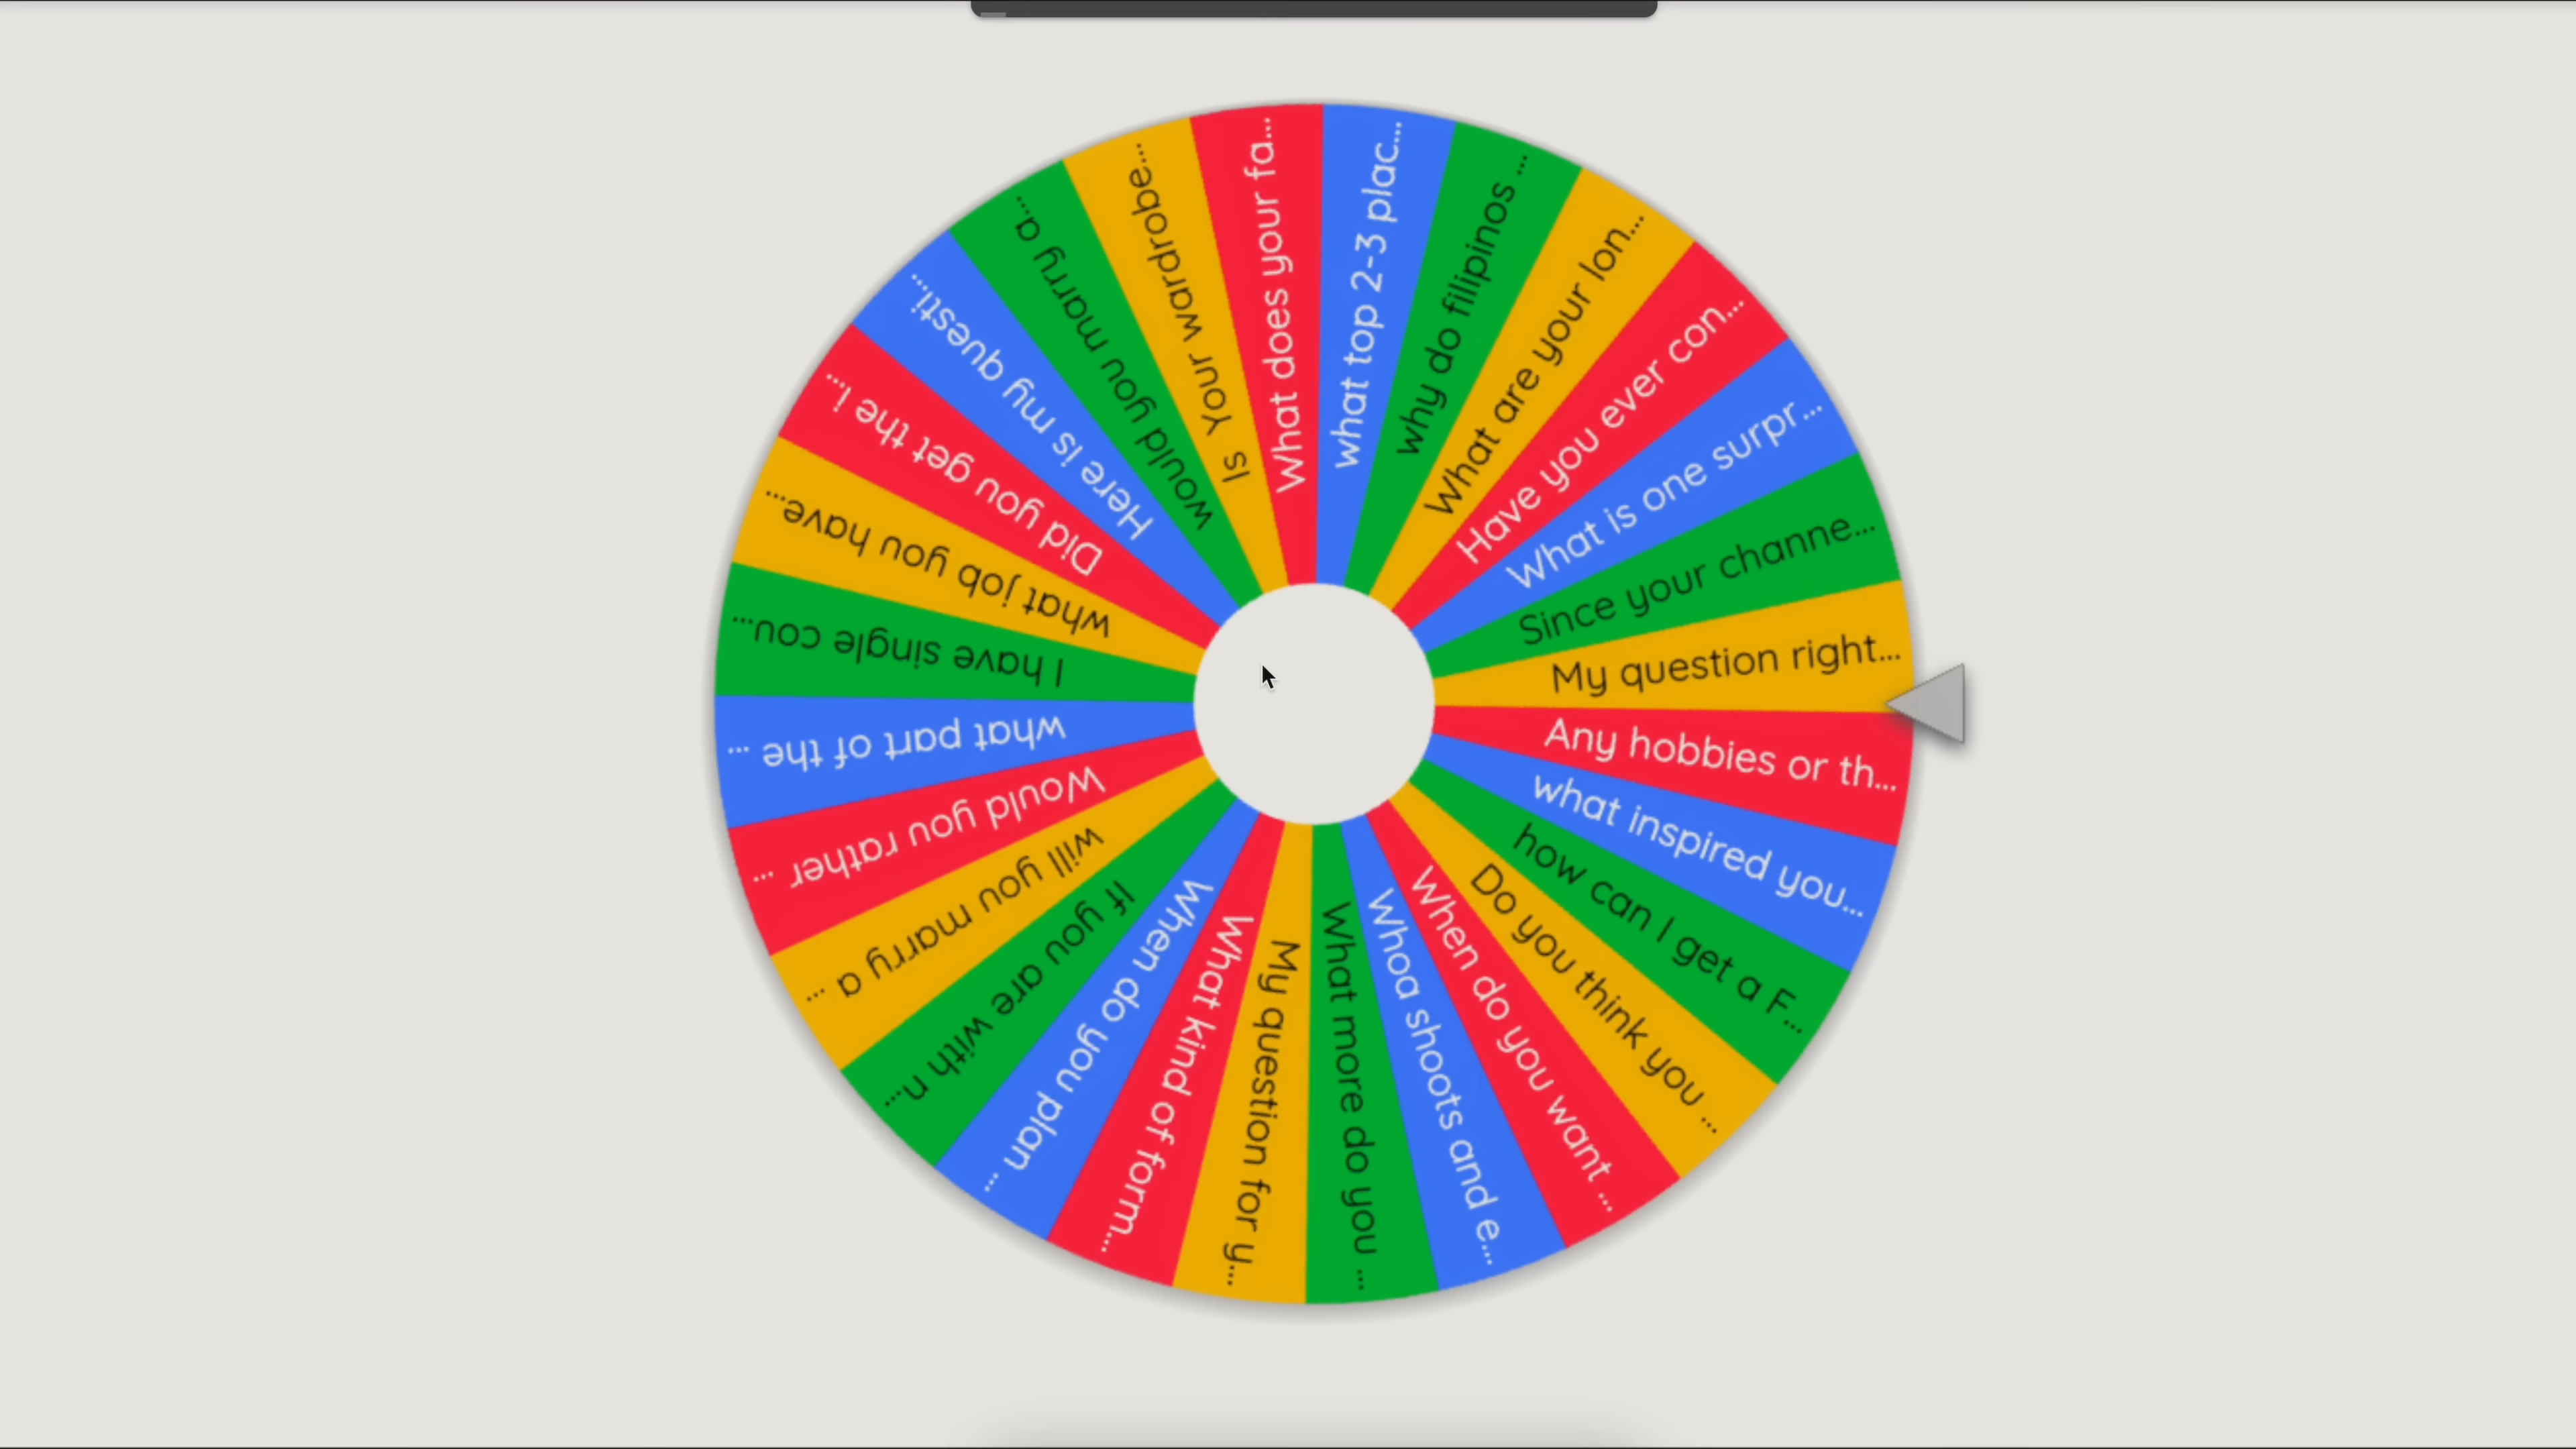 What does your fa...
what top 2-3 plac...
why do filipinos ...
What are your lon...
Have you ever con...
What is one surpr...
Since your channe...
My question right...
Any hobbies or th...
what inspired you...
how can I get a F...
Do you think you ...
When do you want ...
Whoa shoots and e...
What more do you ...
My question for y...
What kind of form...
When do you plan ...
If you are with n...
will you marry a ...
Would you rather ...
what part of the ...
I have single cou...
what job you have...
Did you get the i...
Here is my questi...
would you marry a...
Is Your wardrobe...